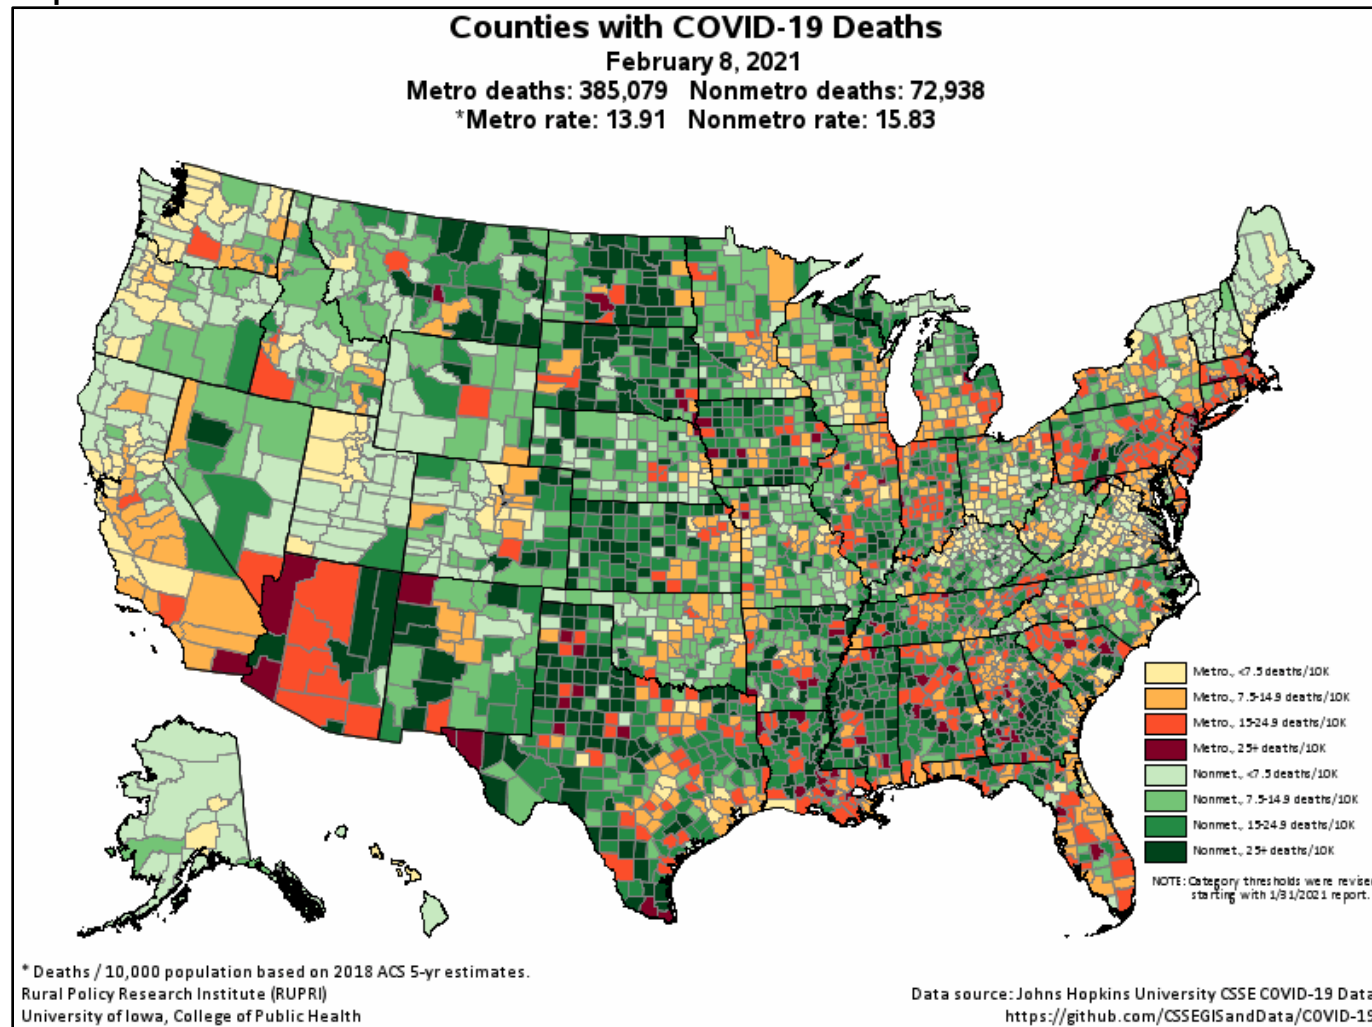 Counties with COVID-19 Deaths
February 8, 2021
Metro deaths: 385,079 Nonmetro deaths: 72,938
*Metro rate: 13.91 Nonmetro rate: 15.83
Metro., <7.5 deaths/10K
Metro., 7.5-14.9 deaths/10K
Metro., 15-24.9 deaths/10K
Metro., 25+ deaths/10K
Nonmet., <7.5 deaths/10K
Nonmet., 7.5-14.9 deaths/10K
Nonmet., 15-24.9 deaths/10K
Nonmet., 25+ deaths/10K
NOTE: Category thresholds were revise
starting with 1/31/2021 report.
* Deaths / 10,000 population based on 2018 ACS 5-yr estimates.
Rural Policy Research Institute (RUPRI)
University of Iowa, College of Public Health
Data source: Johns Hopkins University CSSE COVID-19 Data
https://github.com/CSSEGISandData/COVID-19